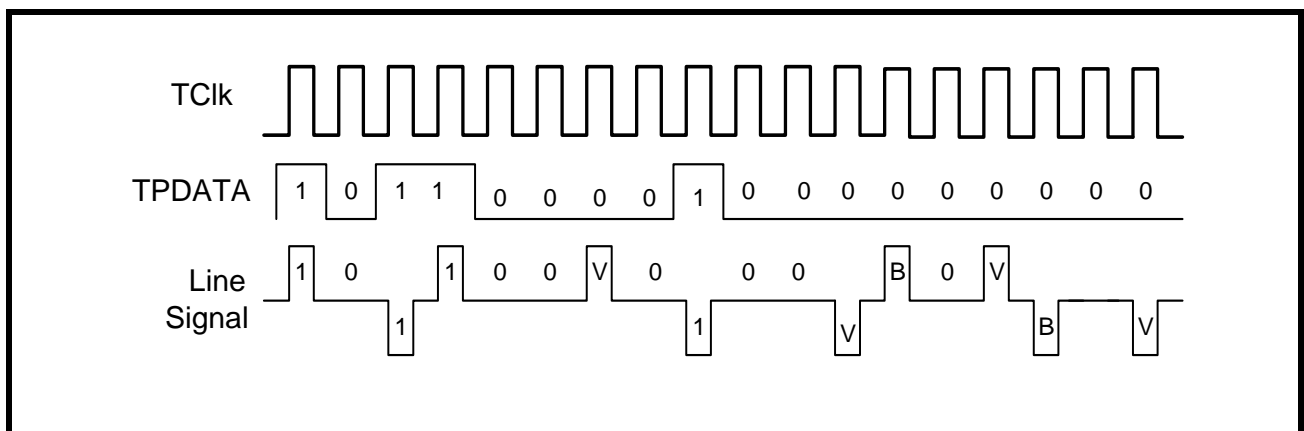 TClk
TPDATA 1 0 1 1 0 0 0 0 1 0 0 0 0 0 0 0 0 0
Line Signal
1 0 1 1 0 0 V 0 1 0 0 V B 0 V B V